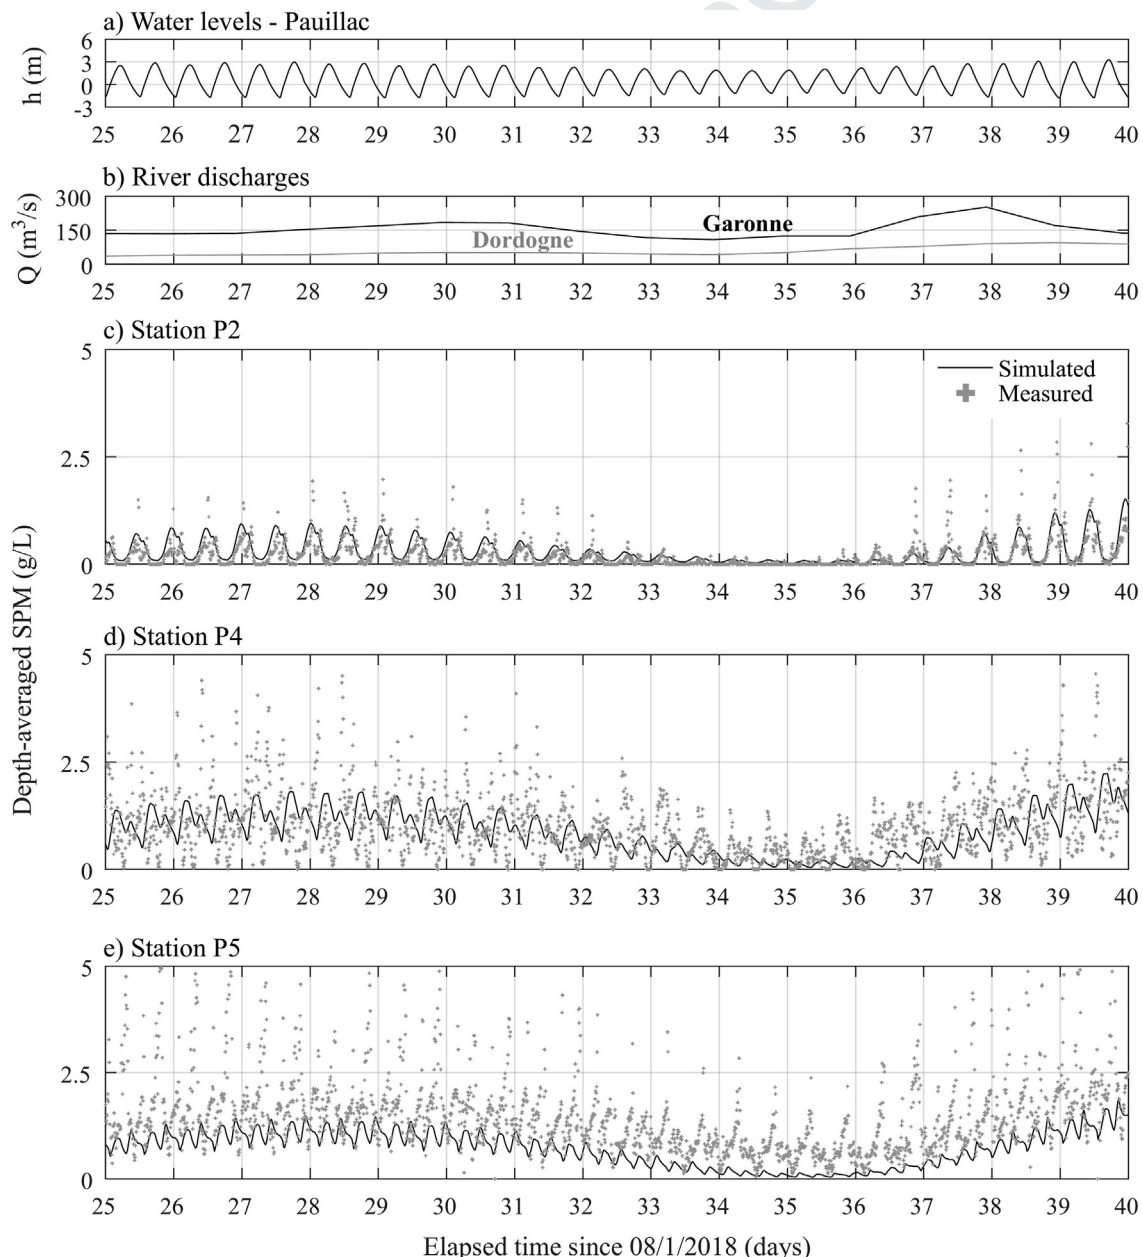 a) Water levels - Pauillac
h (m)
6
3
0
-3
25 26 27 28 29 30 31 32 33 34 35 36 37 38 39 40
b) River discharges
Q (m³/s)
300
150
0
Garonne
Dordogne
25 26 27 28 29 30 31 32 33 34 35 36 37 38 39 40
c) Station P2
5
2.5
0
Simulated
Measured
25 26 27 28 29 30 31 32 33 34 35 36 37 38 39 40
Depth-averaged SPM (g/L)
d) Station P4
5
2.5
0
25 26 27 28 29 30 31 32 33 34 35 36 37 38 39 40
e) Station P5
5
2.5
0
25 26 27 28 29 30 31 32 33 34 35 36 37 38 39 40
Elapsed time since 08/1/2018 (days)